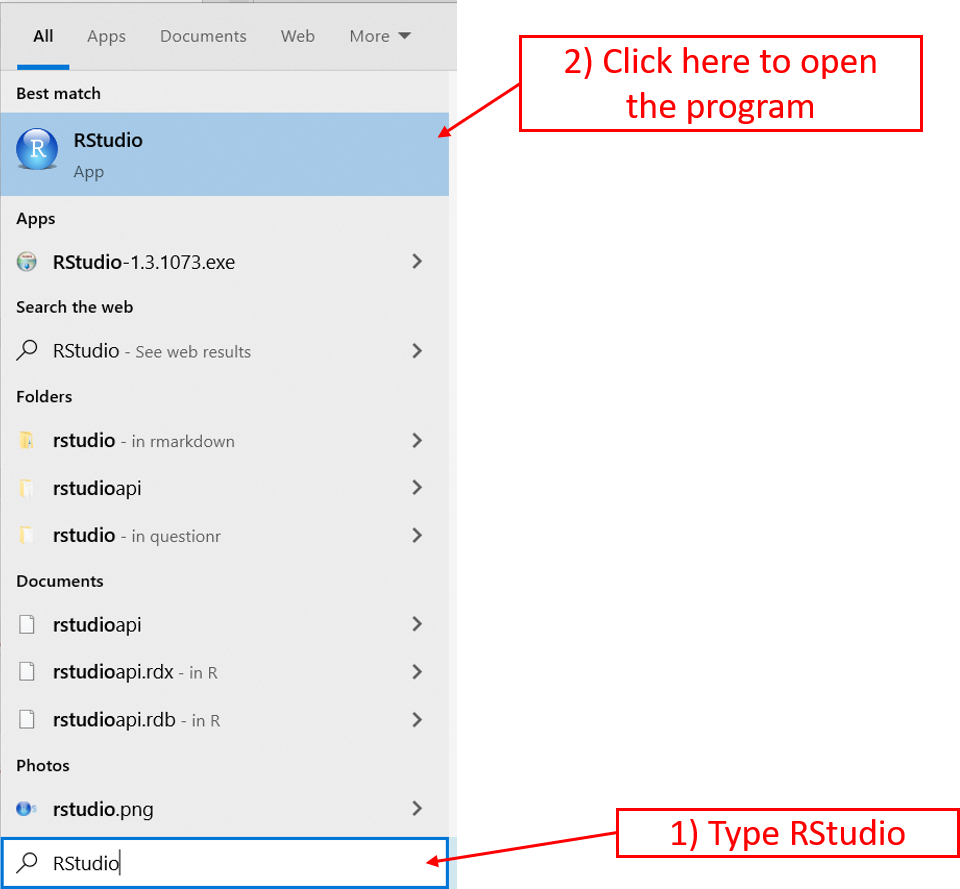 All Apps Documents Web More
Best match
2) Click here to open
the program
R
RStudio
App
Apps
RStudio-1.3.1073.exe
Search the web
RStudio - See web results
Folders
rstudio - in rmarkdown
rstudioapi
rstudio - in questionr
Documents
rstudioapi
rstudioapi.rdx - in R
rstudioapi.rdb - in R
Photos
rstudio.png
1) Type RStudio
RStudio